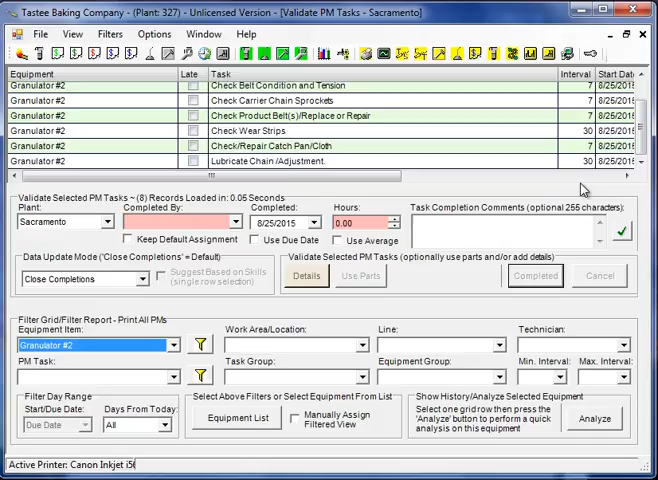 Tastee Baking Company - (Plant: 327) - Unlicensed Version - [Validate PM Tasks - Sacramento]
File View Filters Options Window Help
Equipment Late Task Interval Start Date
Granulator #2 Check Belt Condition and Tension 7 8/25/2015
Granulator #2 Check Carrier Chain Sprockets 7 8/25/2015
Granulator #2 Check Product Belt(s)/Replace or Repair 7 8/25/2015
Granulator #2 Check Wear Strips 30 8/25/2015
Granulator #2 Check/Repair Catch Pan/Cloth 7 8/25/2015
Granulator #2 Lubricate Chain /Adjustment. 30 8/25/2015
Validate Selected PM Tasks ~ (8) Records Loaded in: 0.05 Seconds
Plant: Completed By: Completed: Hours: Task Completion Comments (optional 255 characters):
Sacramento 8/25/2015 0.00
Keep Default Assignment Use Due Date Use Average
Data Update Mode ('Close Completions' = Default) Validate Selected PM Tasks (optionally use parts and/or add details)
Close Completions Suggest Based on Skills (single row selection) Details Use Parts Completed Cancel
Filter Grid/Filter Report - Print All PMs
Equipment Item: Work Area/Location: Line: Technician:
Granulator #2
PM Task: Task Group: Equipment Group: Min. Interval: Max. Interval:
Filter Day Range Select Above Filters or Select Equipment From List Show History/Analyze Selected Equipment
Start/Due Date: Days From Today: Equipment List Manually Assign Filtered View Select one grid row then press the 'Analyze' button to perform a quick analysis on this equipment Analyze
Due Date All
Active Printer: Canon Inkjet i5